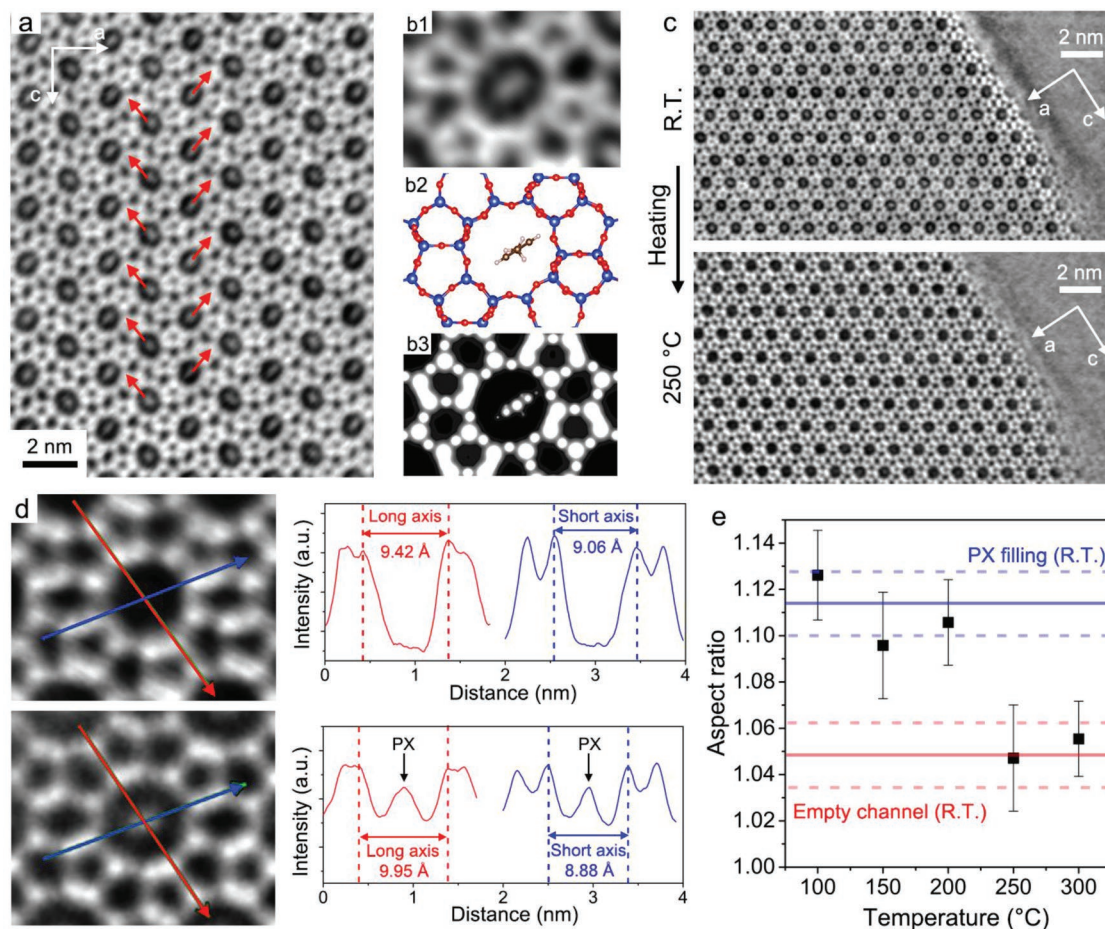 a
a
c
2 nm
b1
b2
b3
R.T.
Heating
250 °C
c
2 nm
a
c
2 nm
a
c
d
Intensity (a.u.)
Long axis
9.42 Å
Short axis
9.06 Å
0 1 2 3 4
Distance (nm)
Intensity (a.u.)
PX
PX
Long axis
9.95 Å
Short axis
8.88 Å
0 1 2 3 4
Distance (nm)
e
Aspect ratio
1.14
1.12
1.10
1.08
1.06
1.04
1.02
1.00
PX filling (R.T.)
Empty channel (R.T.)
100 150 200 250 300
Temperature (°C)